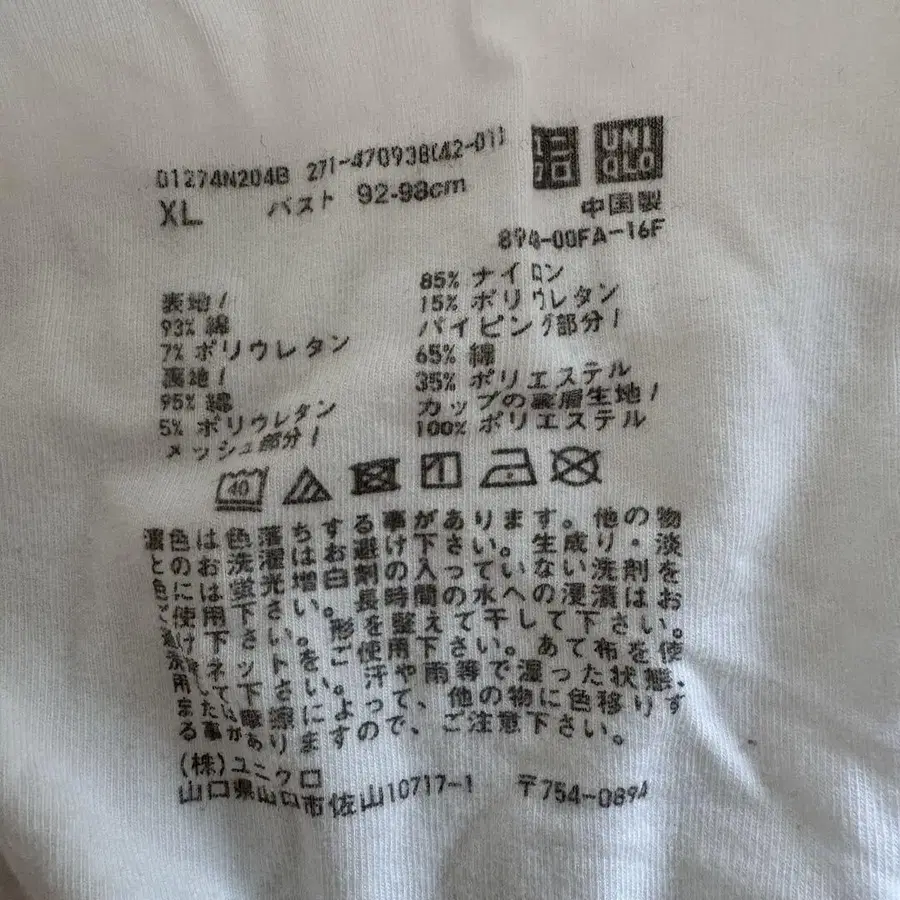 01274N204B 271-470938(42-01)
UNI QLO
XL バスト 92-98cm
中国製
894-00FA-16F
表地/
93% 綿
7% ポリウレタン
裏地/
95% 綿
5% ポリウレタン
メッシュ部分/
85% ナイロン
15% ポリウレタン
パイピング部分/
65% 綿
35% ポリエステル
カップの裏層生地/
100% ポリエステル
40
濃色は色落ちする事があります。他の物
との洗濯はお避け下さい。生成り・淡
色には蛍光増白剤の入っていない洗剤をお
使い下さい。長時間の水への浸漬はお
避け下さい。形を整えて干して下さい。
ネットをご使用下さい。あて布を使
汗や雨等で湿った状態、
また、摩擦によって、他の物に色移りす
る事がありますので、ご注意下さい。
(株)ユニクロ
山口県山口市佐山10717-1 〒754-0894